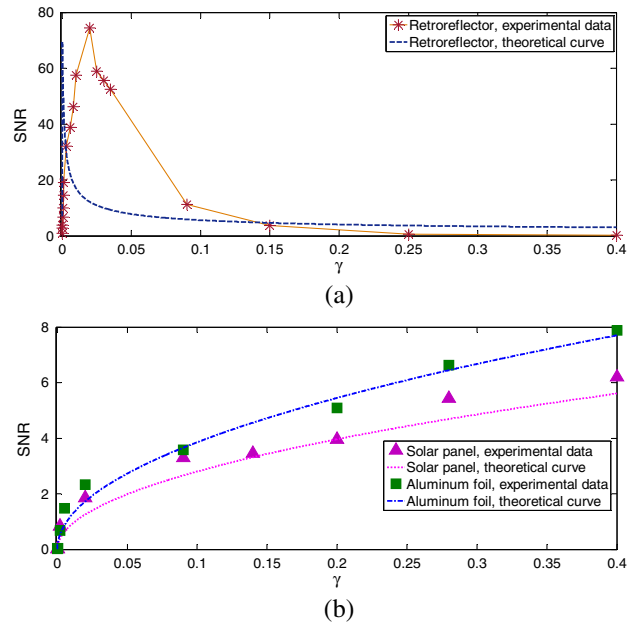 (a)
80
60
40
20
0
SNR
Retroreflector, experimental data
Retroreflector, theoretical curve
0
0.05
0.1
0.15
0.2
0.25
0.3
0.35
0.4
γ
(a)
8
6
4
2
0
SNR
Solar panel, experimental data
Solar panel, theoretical curve
Aluminum foil, experimental data
Aluminum foil, theoretical curve
0
0.05
0.1
0.15
0.2
0.25
0.3
0.35
0.4
γ
(b)